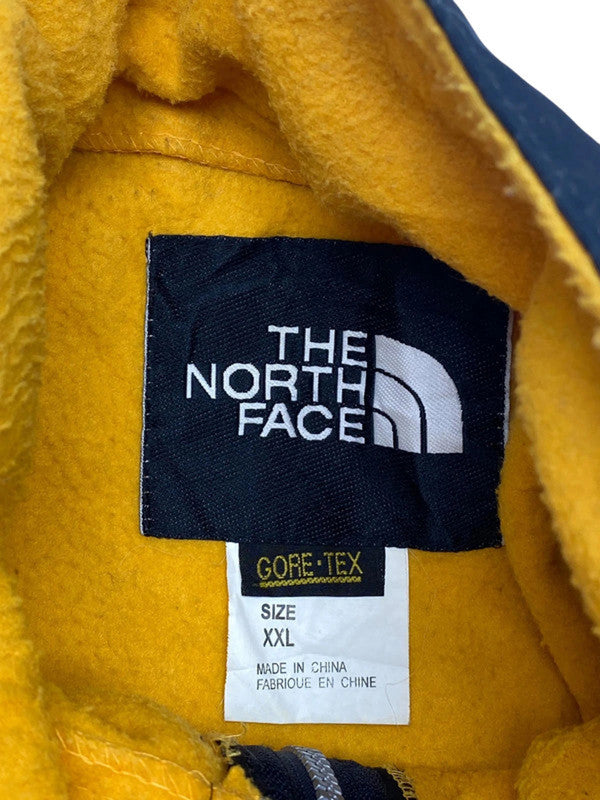 THE
NORTH
FACE
GORE-TEX
SIZE
XXL
MADE IN CHINA
FABRIQUE EN CHINE